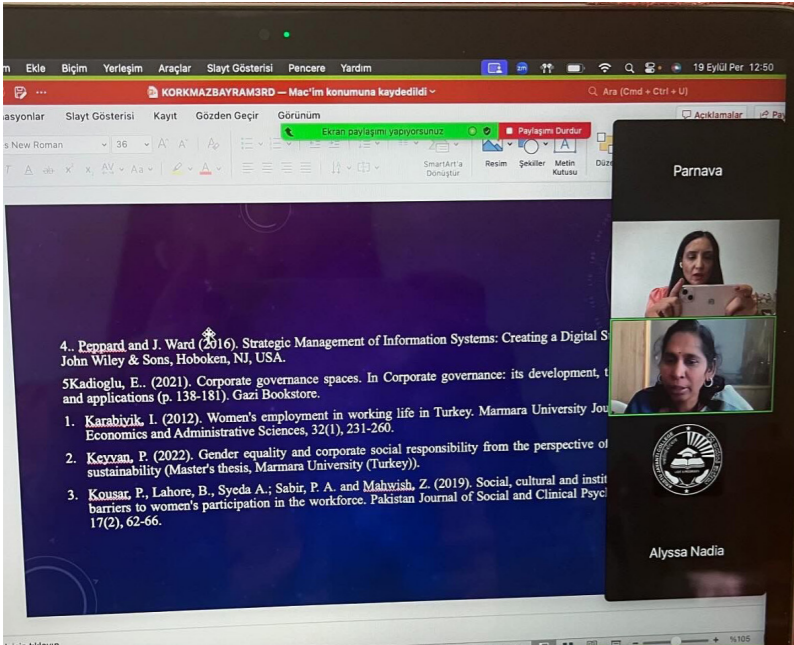 Ekle Biçim Yerleşim Araçlar Slayt Gösterisi Pencere Yardım
19 Eylül Per 12:50
KORKMAZBAYRAM3RD — Mac'im konumuna kaydedildi
Ara (Cmd + Ctrl + U)
Slayt Gösterisi Kayıt Gözden Geçir Görünüm
Açıklamalar
Ekran paylaşımı yapıyorsunuz
Paylaşımı Durdur
s New Roman
36
SmartArt'a
Dönüştür
Resim
Şekiller
Metin
Kutusu
Parnava
4.. Peppard and J. Ward (2016). Strategic Management of Information Systems: Creating a Digital S
John Wiley & Sons, Hoboken, NJ, USA.
5Kadioglu, E.. (2021). Corporate governance spaces. In Corporate governance: its development, t
and applications (p. 138-181). Gazi Bookstore.
1. Karabiyik, I. (2012). Women's employment in working life in Turkey. Marmara University Jou
Economics and Administrative Sciences, 32(1), 231-260.
2. Keyvan, P. (2022). Gender equality and corporate social responsibility from the perspective of
sustainability (Master's thesis, Marmara University (Turkey)).
3. Kousar, P., Lahore, B., Syeda A.; Sabir, P. A. and Mahwish, Z. (2019). Social, cultural and instit
barriers to women's participation in the workforce. Pakistan Journal of Social and Clinical Psyc
17(2), 62-66.
Alyssa Nadia
%105